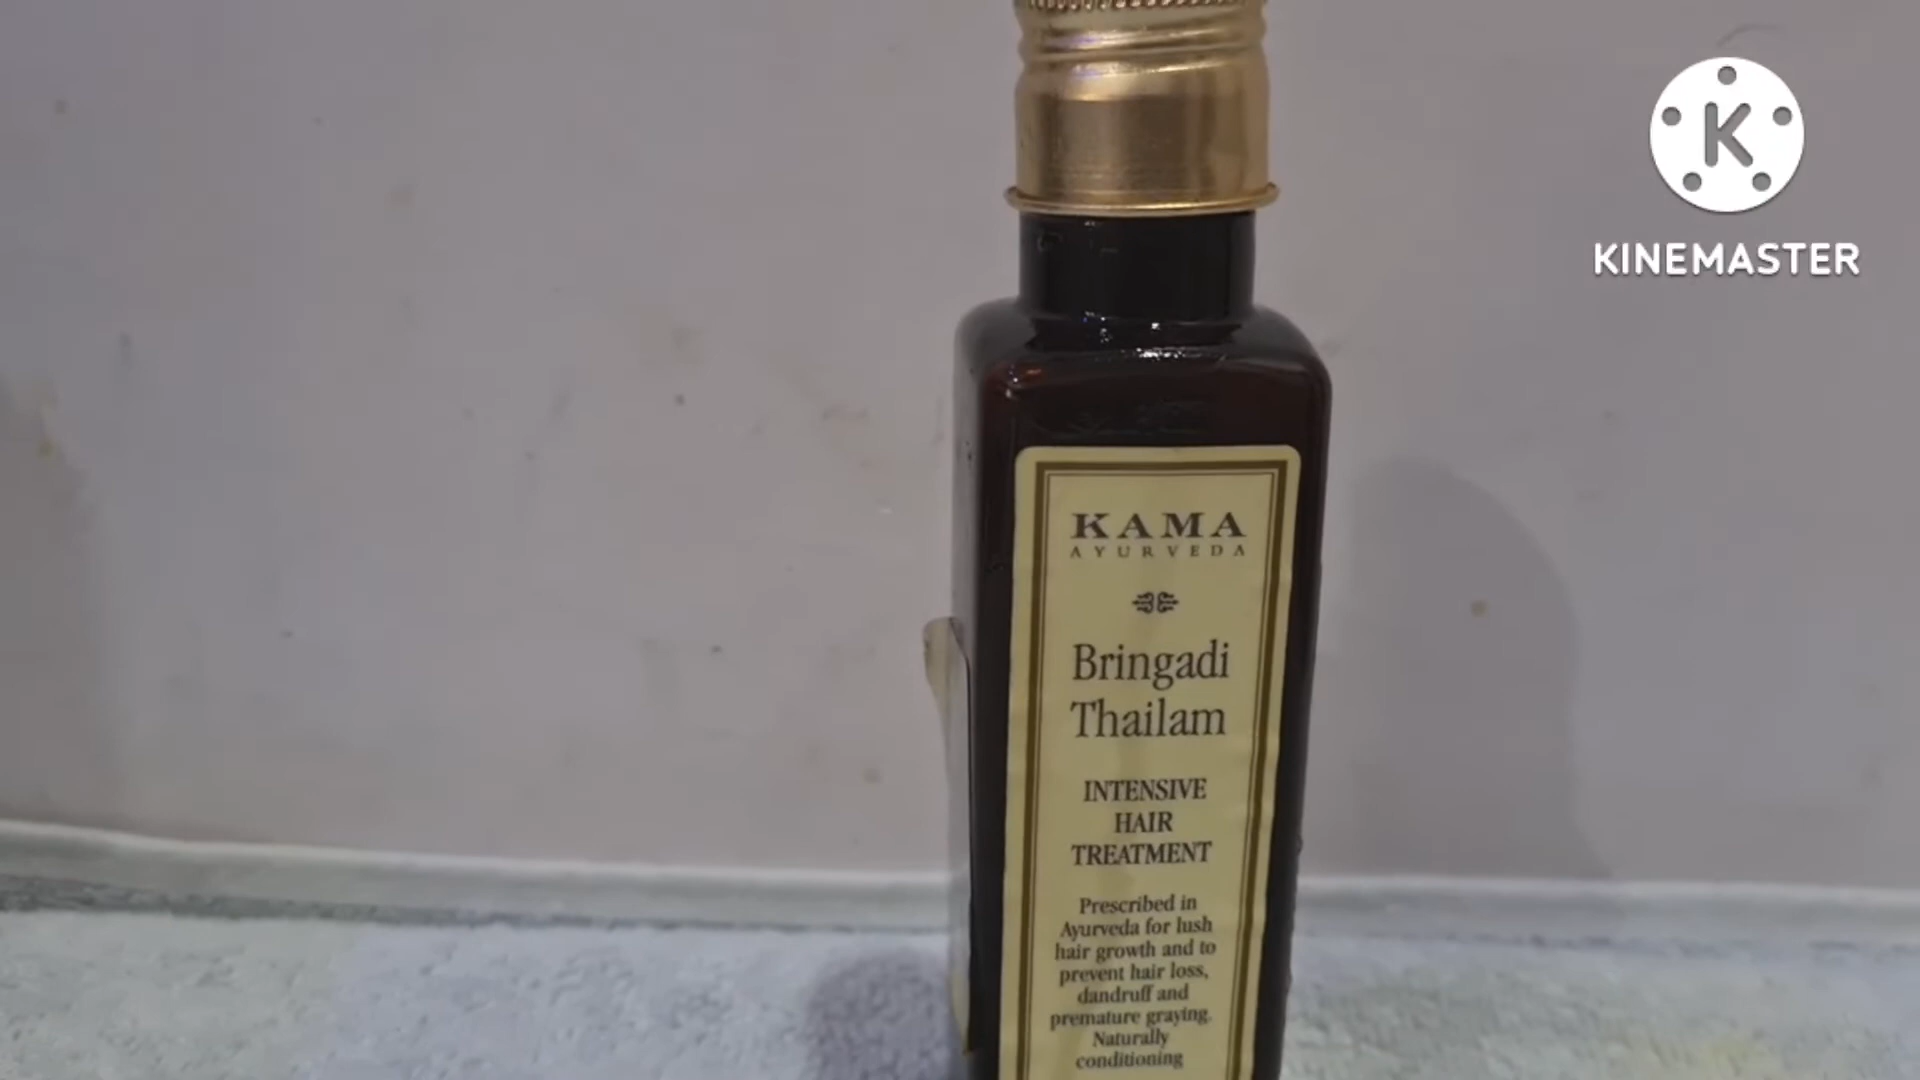 K
KINEMASTER
KAMA
AYURVEDA
Bringadi
Thailam
INTENSIVE
HAIR
TREATMENT
Prescribed in
Ayurveda for lush
hair growth and to
prevent hair loss,
dandruff and
premature graying.
Naturally
conditioning